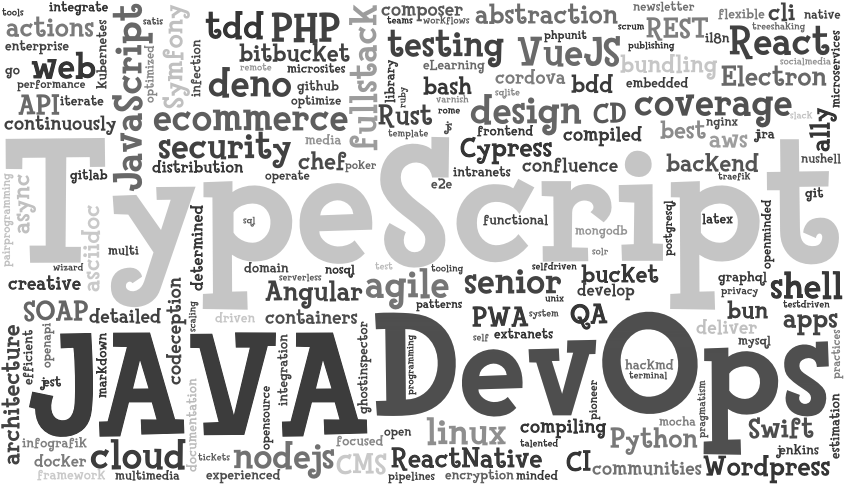 tools
integrate
actions
enterprise
go
web
performance
kubernetes
API
iterate
continuously
JavaScript
satis
optimized
Symfony
infection
tdd
PHP
bitbucket
remote
microsites
deno
github
optimize
ecommerce
security
media
distribution
chef
poker
operate
fullstack
composer
teams
workflows
testing
eLearning
library
ruby
bash
varnish
Rust
rome
template
js
abstraction
phpunit
VueJS
cordova
sqlite
bdd
design
CD
frontend
compiled
Cypress
intranets
confluence
newsletter
scrum
REST
publishing
il8n
bundling
embedded
coverage
best
nginx
aws
jira
backend
traefik
flexible
cli
native
treeshaking
React
socialmedia
Electron
microservices
slack
ally
nushell
git
TypeScript
pairprogramming
async
gitlab
asciidoc
multi
wizard
creative
determined
sql
e2e
functional
mongodb
solr
postgresql
latex
openminded
domain
serverless
nosql
test
tooling
selfdriven
Angular
agile
senior
unix
bucket
develop
graphql
privacy
shell
testdriven
SOAP
detailed
codeception
scaling
driven
containers
patterns
PWA
system
QA
self
extranets
bun
apps
deliver
mysql
practices
architecture
efficient
openapi
jest
markdown
JAVA
DevOps
integration
ghostinspector
programming
hackmd
terminal
pioneer
pragmatism
estimation
infografik
docker
framework
cloud
multimedia
documentation
tickets
opensource
nodejs
experienced
focused
CMS
open
linux
ReactNative
pipelines
encryption
compiling
talented
minded
CI
mocha
Python
communities
Swift
jenkins
Wordpress